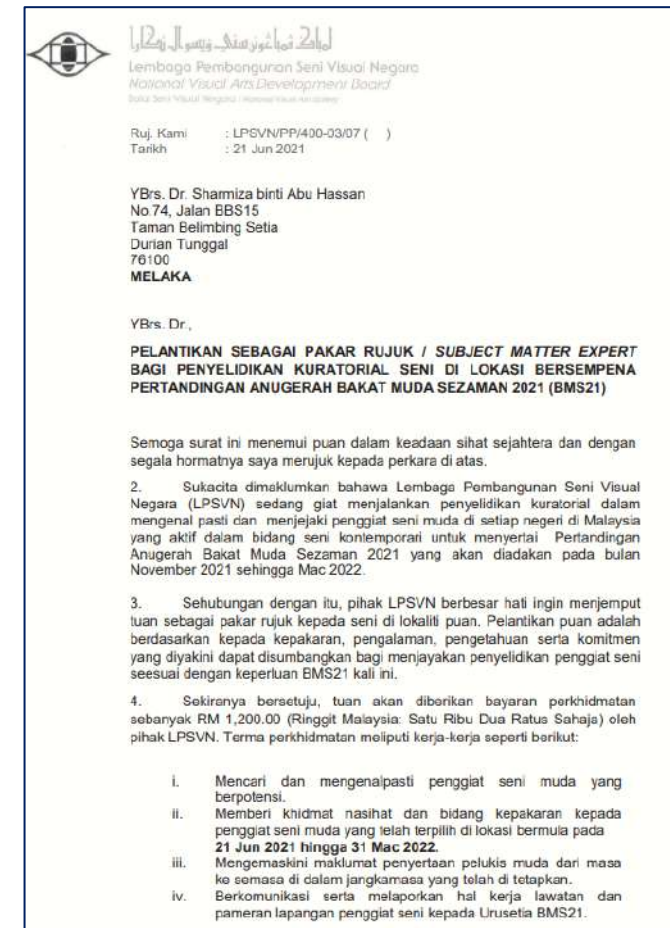 Lembaga Pembangunan Seni Visual Negara
National Visual Arts Development Board
Ruj. Kami : LPSVN/PP/400-03/07 ( )
Tarikh : 21 Jun 2021
YBrs. Dr. Sharmiza binti Abu Hassan
No.74, Jalan BBS15
Taman Belimbing Setia
Durian Tunggal
76100
MELAKA
YBrs. Dr.,
PELANTIKAN SEBAGAI PAKAR RUJUK / SUBJECT MATTER EXPERT
BAGI PENYELIDIKAN KURATORIAL SENI DI LOKASI BERSEMPENA
PERTANDINGAN ANUGERAH BAKAT MUDA SEZAMAN 2021 (BMS21)
Semoga surat ini menemui puan dalam keadaan sihat sejahtera dan dengan
segala hormatnya saya merujuk kepada perkara di atas.
2. Sukacita dimaklumkan bahawa Lembaga Pembangunan Seni Visual
Negara (LPSVN) sedang giat menjalankan penyelidikan kuratorial dalam
mengenal pasti dan menjejaki penggiat seni muda di setiap negeri di Malaysia
yang aktif dalam bidang seni kontemporari untuk menyertai Pertandingan
Anugerah Bakat Muda Sezaman 2021 yang akan diadakan pada bulan
November 2021 sehingga Mac 2022.
3. Sehubungan dengan itu, pihak LPSVN berbesar hati ingin menjemput
tuan sebagai pakar rujuk kepada seni di lokaliti puan. Pelantikan puan adalah
berdasarkan kepada kepakaran, pengalaman, pengetahuan serta komitmen
yang diyakini dapat disumbangkan bagi menjayakan penyelidikan penggiat seni
seesuai dengan keperluan BMS21 kali ini.
4. Sekiranya bersetuju, tuan akan diberikan bayaran perkhidmatan
sebanyak RM 1,200.00 (Ringgit Malaysia: Satu Ribu Dua Ratus Sahaja) oleh
pihak LPSVN. Terma perkhidmatan meliputi kerja-kerja seperti berikut:
i. Mencari dan mengenalpasti penggiat seni muda yang
berpotensi.
ii. Memberi khidmat nasihat dan bidang kepakaran kepada
penggiat seni muda yang telah terpilih di lokasi bermula pada
21 Jun 2021 hingga 31 Mac 2022.
iii. Mengemaskini maklumat penyertaan pelukis muda dari masa
ke semasa di dalam jangkamasa yang telah di tetapkan.
iv. Berkomunikasi serta melaporkan hal kerja lawatan dan
pameran lapangan penggiat seni kepada Urusetia BMS21.